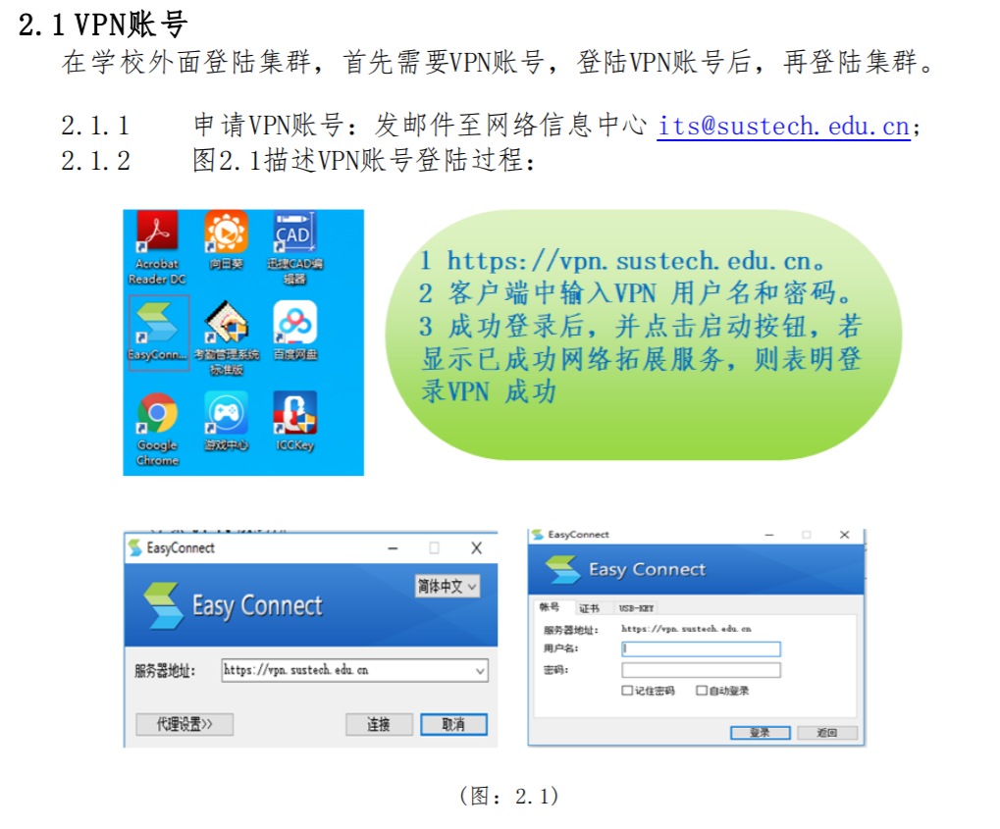 2.1 VPN账号
在学校外面登陆集群，首先需要VPN账号，登陆VPN账号后，再登陆集群。
2.1.1 申请VPN账号：发邮件至网络信息中心 its@sustech.edu.cn;
2.1.2 图2.1描述VPN账号登陆过程：
Acrobat Reader DC
向日葵
迅捷CAD编辑器
CAD
EasyConn...
考勤管理系统标准版
百度网盘
Google Chrome
游戏中心
ICCKey
1 https://vpn.sustech.edu.cn。
2 客户端中输入VPN 用户名和密码。
3 成功登录后，并点击启动按钮，若
显示已成功网络拓展服务，则表明登
录VPN 成功
EasyConnect
简体中文
Easy Connect
服务器地址: https://vpn.sustech.edu.cn
代理设置>> 连接 取消
EasyConnect
Easy Connect
帐号 证书 USB-KEY
服务器地址: https://vpn.sustech.edu.cn
用户名:
密码:
记住密码 自动登录
登录 返回
(图：2.1)